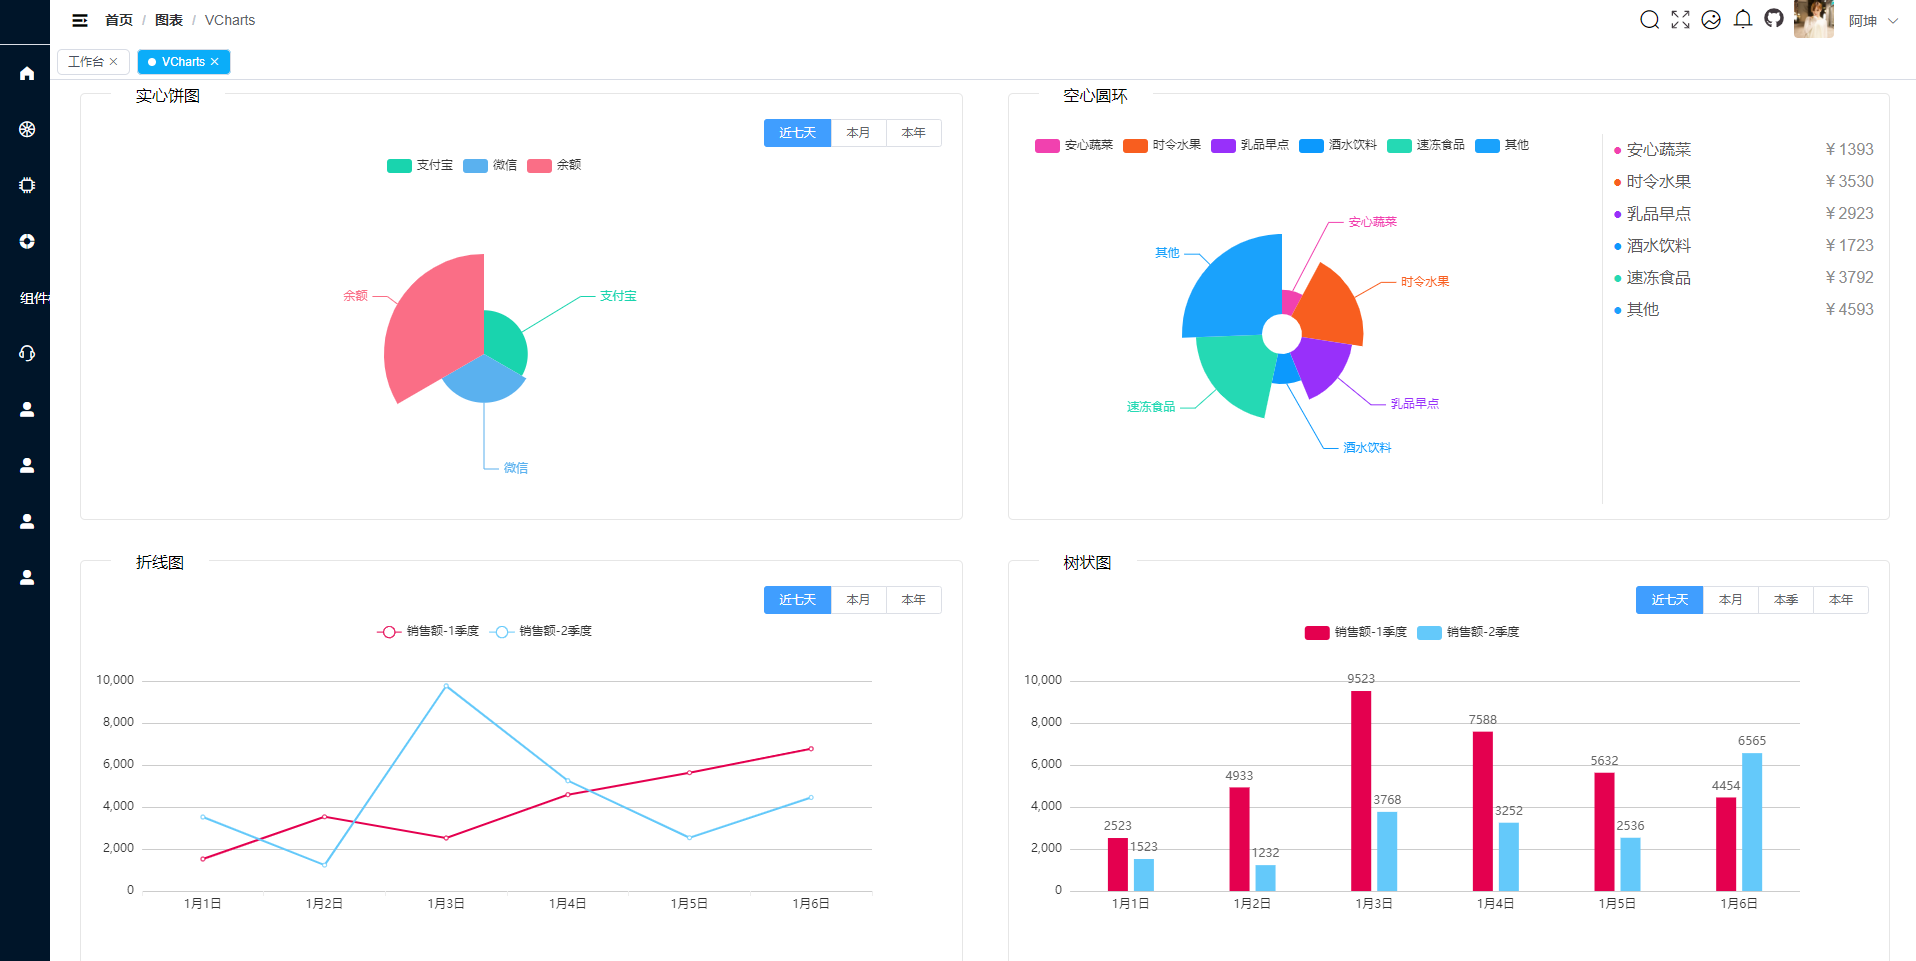 首页 / 图表 / VCharts
阿坤
工作台
VCharts
组件
实心饼图
近七天 本月 本年
支付宝 微信 余额
余额
支付宝
微信
空心圆环
安心蔬菜 时令水果 乳品早点 酒水饮料 速冻食品 其他
安心蔬菜
其他
时令水果
乳品早点
速冻食品
酒水饮料
安心蔬菜 ¥1393
时令水果 ¥3530
乳品早点 ¥2923
酒水饮料 ¥1723
速冻食品 ¥3792
其他 ¥4593
折线图
近七天 本月 本年
销售额-1季度 销售额-2季度
10,000
8,000
6,000
4,000
2,000
0
1月1日 1月2日 1月3日 1月4日 1月5日 1月6日
树状图
近七天 本月 本季 本年
销售额-1季度 销售额-2季度
10,000
8,000
6,000
4,000
2,000
0
2523 1523
4933 1232
9523 3768
7588 3252
5632 2536
4454 6565
1月1日 1月2日 1月3日 1月4日 1月5日 1月6日